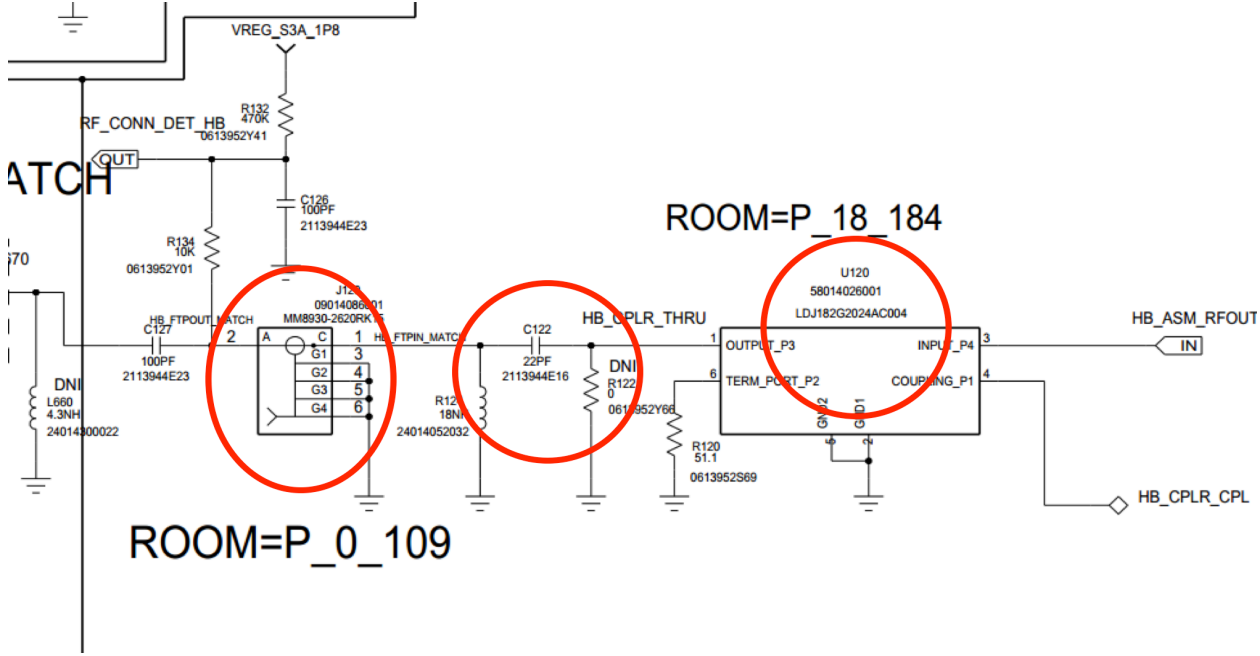 VREG_S3A_1P8
R132
470K
0613952Y41
RF_CONN_DET_HB
OUT
ATCH
C126
100PF
2113944E23
ROOM=P_18_184
R134
10K
0613952Y01
U120
58014026001
LDJ182G2024AC004
09014086001
MM8930-2620RK15
HB_FTPOUT_MATCH
2
A
C
1
HB_FTPIN_MATCH
G1
3
G2
4
G3
5
G4
6
C127
100PF
2113944E23
C122
22PF
2113944E16
HB_CPLR_THRU
DNI
R122
0
0613952Y66
1
OUTPUT_P3
INPUT_P4
3
6
TERM_PORT_P2
COUPLING_P1
4
GND2
GND1
5
2
HB_ASM_RFOUT
IN
DNI
L660
4.3NH
24014300022
18NH
24014052032
R120
51.1
0613952S69
HB_CPLR_CPL
ROOM=P_0_109